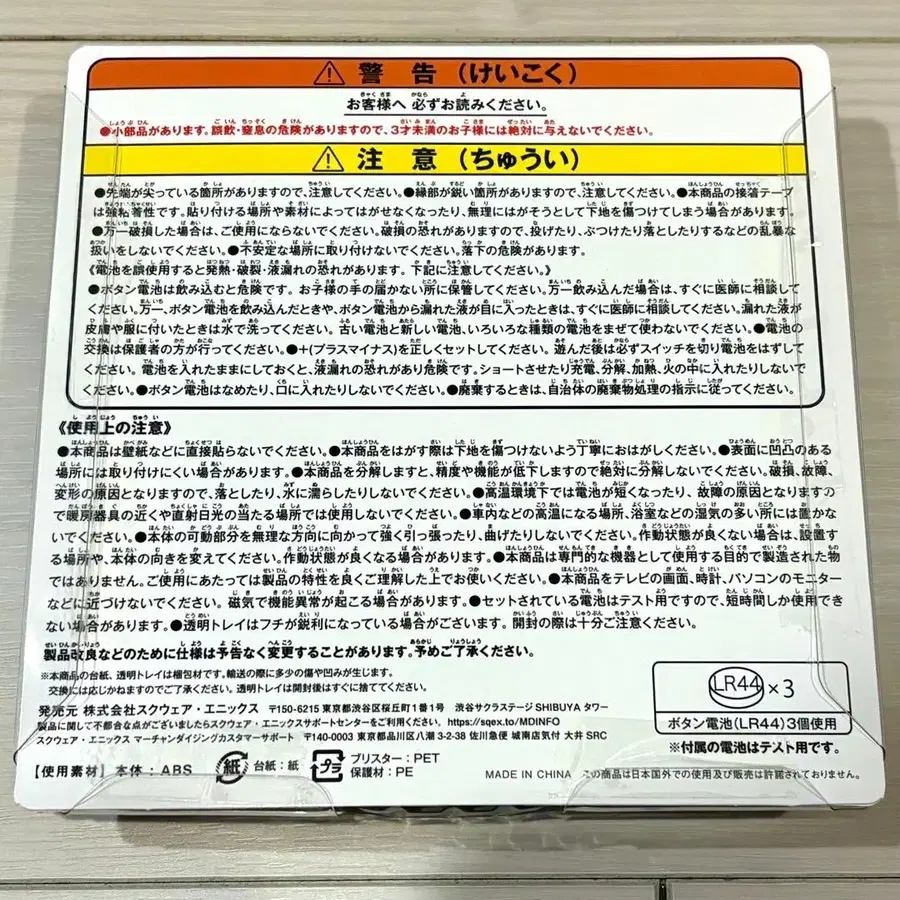 ⚠警告(けいこく)
お客様へ 必ずお読みください。
●小部品があります。誤飲・窒息の危険がありますので、3才未満のお子様には絶対に与えないでください。
⚠注意(ちゅうい)
●先端が尖っている箇所がありますので、注意してください。●縁部が鋭い箇所がありますので、注意してください。●本商品の接着テープ
は強粘着性です。貼り付ける場所や素材によってはがせなくなったり、無理にはがそうとして下地を傷つけてしまう場合があります。
●万一破損した場合は、ご使用にならないでください。破損の恐れがありますので、投げたり、ぶつけたり落としたりするなどの乱暴な
扱いをしないでください。●不安定な場所に取り付けないでください。落下の危険があります。
《電池を誤使用すると発熱・破裂・液漏れの恐れがあります。下記に注意してください。》
●ボタン電池は飲み込むと危険です。お子様の手の届かない所に保管してください。万一飲み込んだ場合は、すぐに医師に相談して
ください。万一、ボタン電池を飲み込んだときや、ボタン電池から漏れた液が目に入ったときは、すぐに医師に相談してください。漏れた液が
皮膚や服に付いたときは水で洗ってください。古い電池と新しい電池、いろいろな種類の電池をまぜて使わないでください。●電池の
交換は保護者の方が行ってください。●+(プラスマイナス)を正しくセットしてください。遊んだ後は必ずスイッチを切り電池をはずして
ください。電池を入れたままにしておくと、液漏れの恐れがあり危険です。ショートさせたり充電、分解、加熱、火の中に入れたりしないで
ください。●ボタン電池はなめたり、口に入れたりしないでください。●廃棄するときは、自治体の廃棄物処理の指示に従ってください。
《使用上の注意》
●本商品は壁紙などに直接貼らないでください。●本商品をはがす際は下地を傷つけないよう丁寧におはがしください。●表面に凹凸のある
場所には取り付けにくい場合があります。●本商品を分解しますと、精度や機能が低下しますので絶対に分解しないでください。破損、故障、
変形の原因となりますので、落としたり、水に濡らしたりしないでください。●高温環境下では電池が短くなったり、故障の原因となりますの
で暖房器具の近くや直射日光の当たる場所では使用しないでください。●車内などの高温になる場所、浴室などの湿気の多い所には置かな
いでください。●本体の可動部分を無理な方向に向かって強く引っ張ったり、曲げたりしないでください。作動状態が良くない場合は、設置す
る場所や、本体の向きを変えてください。作動状態が良くなる場合があります。●本商品は専門的な機器として使用する目的で製造された物
ではありません。ご使用にあたっては製品の特性を良くご理解した上でお使いください。●本商品をテレビの画面、時計、パソコンのモニター
などに近づけないでください。磁気で機能異常が起こる場合があります。●セットされている電池はテスト用ですので、短時間しか使用でき
ない場合があります。●透明トレイはフチが鋭利になっている場合がございます。開封の際は十分ご注意ください。
製品改良などのために仕様は予告なく変更することがあります。予めご了承ください。
※本商品の台紙、透明トレイは梱包材です。輸送の際に多少の傷や凹みが生じます。
交換には応じかねますのでご了承ください。透明トレイは開封後はすぐに捨ててください。
発売元 株式会社スクウェア・エニックス 〒150-6215 東京都渋谷区桜丘町1番1号 渋谷サクラステージ SHIBUYA タワー
製品に関して不都合な点がございましたらスクウェア・エニックスサポートセンターをご利用ください。https://sqex.to/MDINFO
スクウェア・エニックス マーチャンダイジングカスタマーサポート 〒140-0003 東京都品川区八潮 3-2-38 佐川急便 城南店気付 大井 SRC
LR44×3
ボタン電池(LR44)3個使用
※付属の電池はテスト用です。
【使用素材】本体:ABS 紙 台紙:紙 プラ ブリスター:PET
保護材:PE
MADE IN CHINA この商品は日本国外での使用及び販売は許諾されておりません。